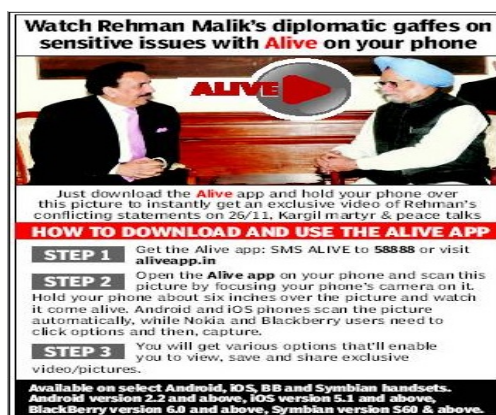 Watch Rehman Malik's diplomatic gaffes on
sensitive issues with Alive on your phone
ALIVE
Just download the Alive app and hold your phone over
this picture to instantly get an exclusive video of Rehman's
conflicting statements on 26/11, Kargil martyr & peace talks
HOW TO DOWNLOAD AND USE THE ALIVE APP
STEP 1 Get the Alive app: SMS ALIVE to 58888 or visit
aliveapp.in
STEP 2 Open the Alive app on your phone and scan this
picture by focusing your phone's camera on it.
Hold your phone about six inches over the picture and watch
it come alive. Android and iOS phones scan the picture
automatically, while Nokia and Blackberry users need to
click options and then, capture.
STEP 3 You will get various options that'll enable
you to view, save and share exclusive
video/pictures.
Available on select Android, iOS, BB and Symbian handsets.
Android version 2.2 and above, iOS version 5.1 and above,
BlackBerry version 6.0 and above, Symbian version S60 & above.